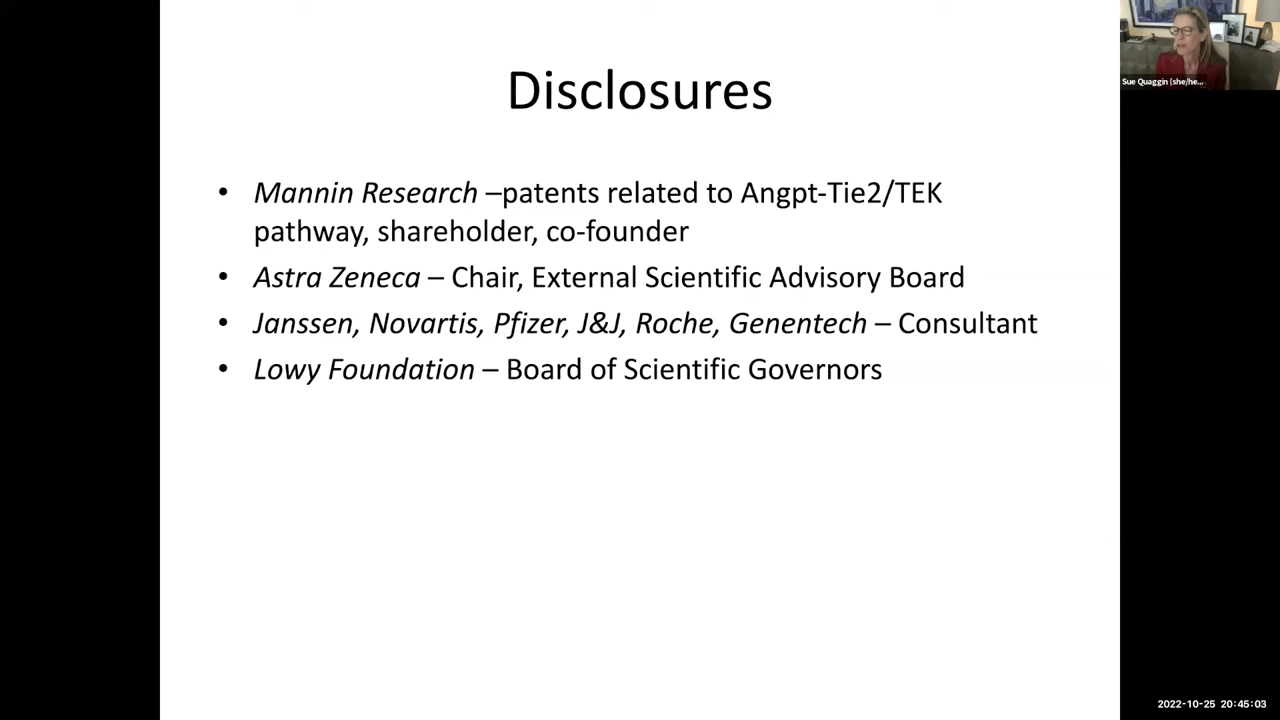 Disclosures
• Mannin Research –patents related to Angpt-Tie2/TEK
pathway, shareholder, co-founder
• Astra Zeneca – Chair, External Scientific Advisory Board
• Janssen, Novartis, Pfizer, J&J, Roche, Genentech – Consultant
• Lowy Foundation – Board of Scientific Governors
Sue Quaggin (she/he...
2022-10-25 20:45:03